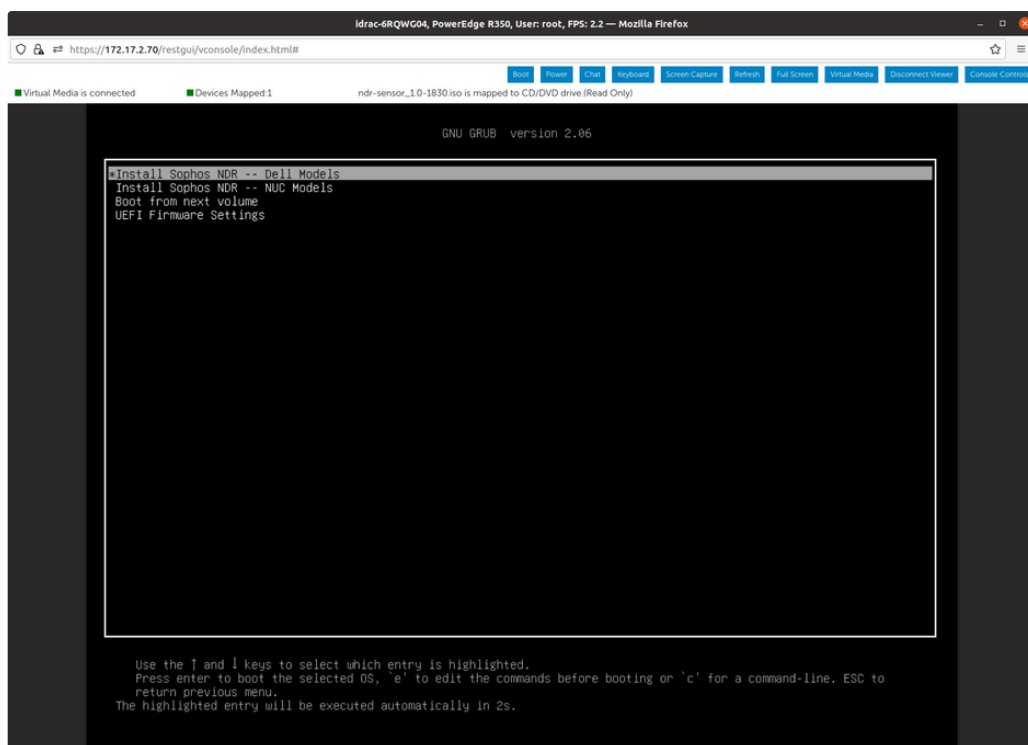 idrac-6RQWG04, PowerEdge R350, User: root, FPS: 2.2 — Mozilla Firefox
https://172.17.2.70/restgui/vconsole/index.html#
Boot Power Chat Keyboard Screen Capture Refresh Full Screen Virtual Media Disconnect Viewer Console Controls
Virtual Media is connected Devices Mapped:1 ndr-sensor_1.0-1830.iso is mapped to CD/DVD drive.(Read Only)
GNU GRUB version 2.06
*Install Sophos NDR -- Dell Models
Install Sophos NDR -- NUC Models
Boot from next volume
UEFI Firmware Settings
Use the ↑ and ↓ keys to select which entry is highlighted.
Press enter to boot the selected OS, `e' to edit the commands before booting or `c' for a command-line. ESC to
return previous menu.
The highlighted entry will be executed automatically in 2s.